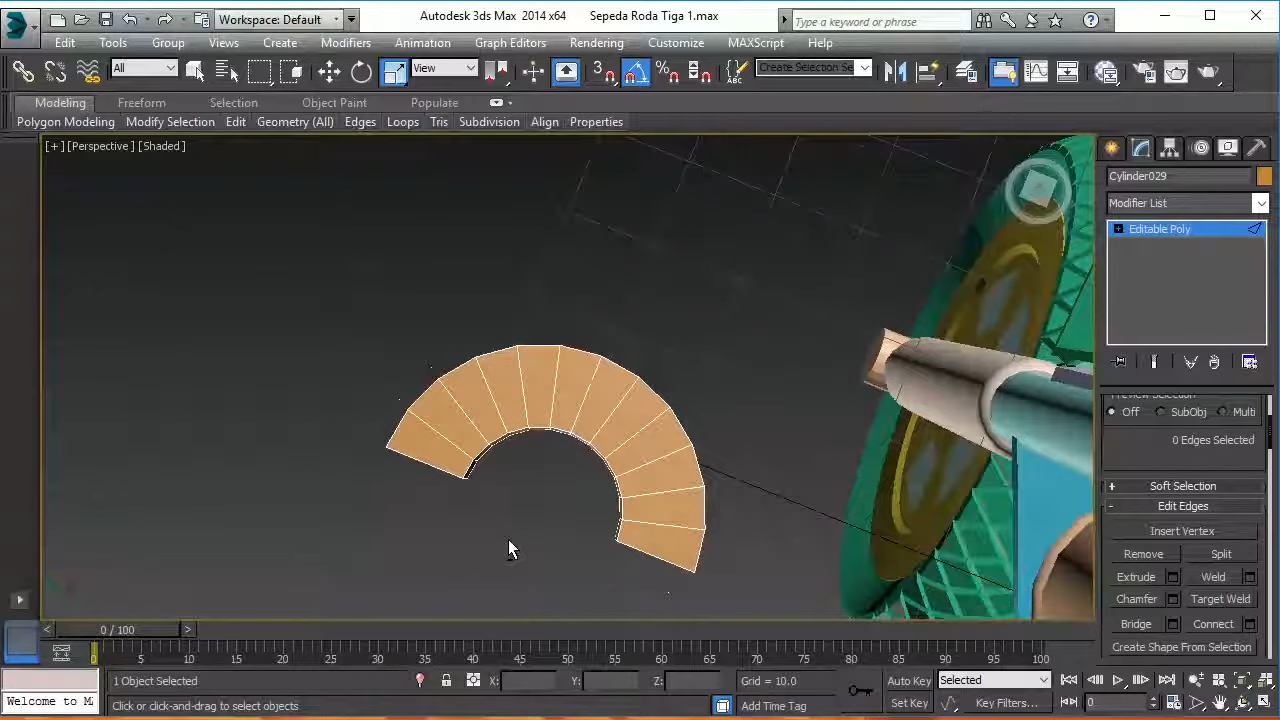 Workspace: Default
Autodesk 3ds Max 2014 x64 Sepeda Roda Tiga 1.max
Type a keyword or phrase
Edit Tools Group Views Create Modifiers Animation Graph Editors Rendering Customize MAXScript Help
All
View
3
Create Selection Se
Modeling Freeform Selection Object Paint Populate
Polygon Modeling Modify Selection Edit Geometry (All) Edges Loops Tris Subdivision Align Properties
[+] [Perspective] [Shaded]
Cylinder029
Modifier List
Editable Poly
Preview Selection
Off SubObj Multi
0 Edges Selected
+ Soft Selection
- Edit Edges
Insert Vertex
Remove Split
Extrude Weld
Chamfer Target Weld
Bridge Connect
Create Shape From Selection
< 0 / 100 >
0 5 10 15 20 25 30 35 40 45 50 55 60 65 70 75 80 85 90 95 100
1 Object Selected X: Y: Z: Grid = 10.0 Auto Key Selected
Welcome to M
Click or click-and-drag to select objects Add Time Tag Set Key Key Filters... 0